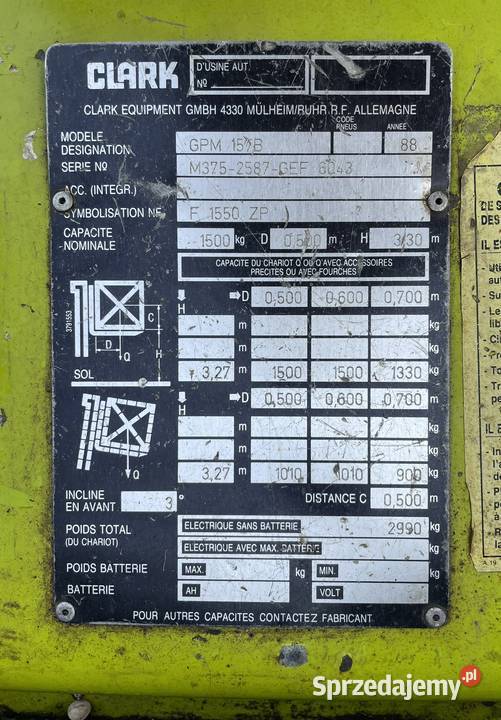 CLARK
D'USINE AUT.
Nº
CLARK EQUIPMENT GMBH 4330 MÜLHEIM/RUHR R.F. ALLEMAGNE
CODE PNEUS
ANNÉE
MODELE DESIGNATION GPM 88
SERIE Nº M375-2587-GEF 6043
ACC. (INTEGR.)
SYMBOLISATION NF F 1550 ZP
CAPACITE NOMINALE 1500 kg D 0,500 m H 3/30 m
CAPACITE DU CHARIOT Q OU Q AVEC ACCESSOIRES
PRECITES OU AVEC FOURCHES
H D 0,500 0,600 0,700 m
kg
kg
3,27 m 1500 1500 1330 kg
3791553
C
D
Q
H
SOL
H D 0,500 0,600 0,700 m
kg
kg
3,27 m 1010 1010 900 kg
Q
INCLINE EN AVANT 3 °
DISTANCE C 0,500 m
POIDS TOTAL (DU CHARIOT)
ELECTRIQUE SANS BATTERIE 2990 kg
ELECTRIQUE AVEC MAX. BATTERIE kg
POIDS BATTERIE MAX. kg MIN. kg
BATTERIE AH VOLT
POUR AUTRES CAPACITES CONTACTEZ FABRICANT
Sprzedajemy.pl